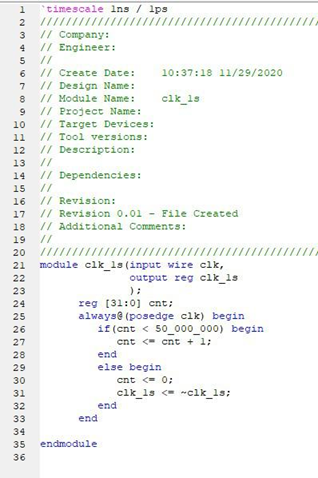 1 `timescale 1ns / 1ps
2 //////////////////////////////////////////////////
3 // Company:
4 // Engineer:
5 //
6 // Create Date:    10:37:18 11/29/2020
7 // Design Name:
8 // Module Name:    clk_1s
9 // Project Name:
10 // Target Devices:
11 // Tool versions:
12 // Description:
13 //
14 // Dependencies:
15 //
16 // Revision:
17 // Revision 0.01 - File Created
18 // Additional Comments:
19 //
20 //////////////////////////////////////////////////
21 module clk_1s(input wire clk,
22               output reg clk_1s
23               );
24       reg [31:0] cnt;
25       always@(posedge clk) begin
26          if(cnt < 50_000_000) begin
27             cnt <= cnt + 1;
28          end
29          else begin
30             cnt <= 0;
31             clk_1s <= ~clk_1s;
32          end
33       end
34
35 endmodule
36